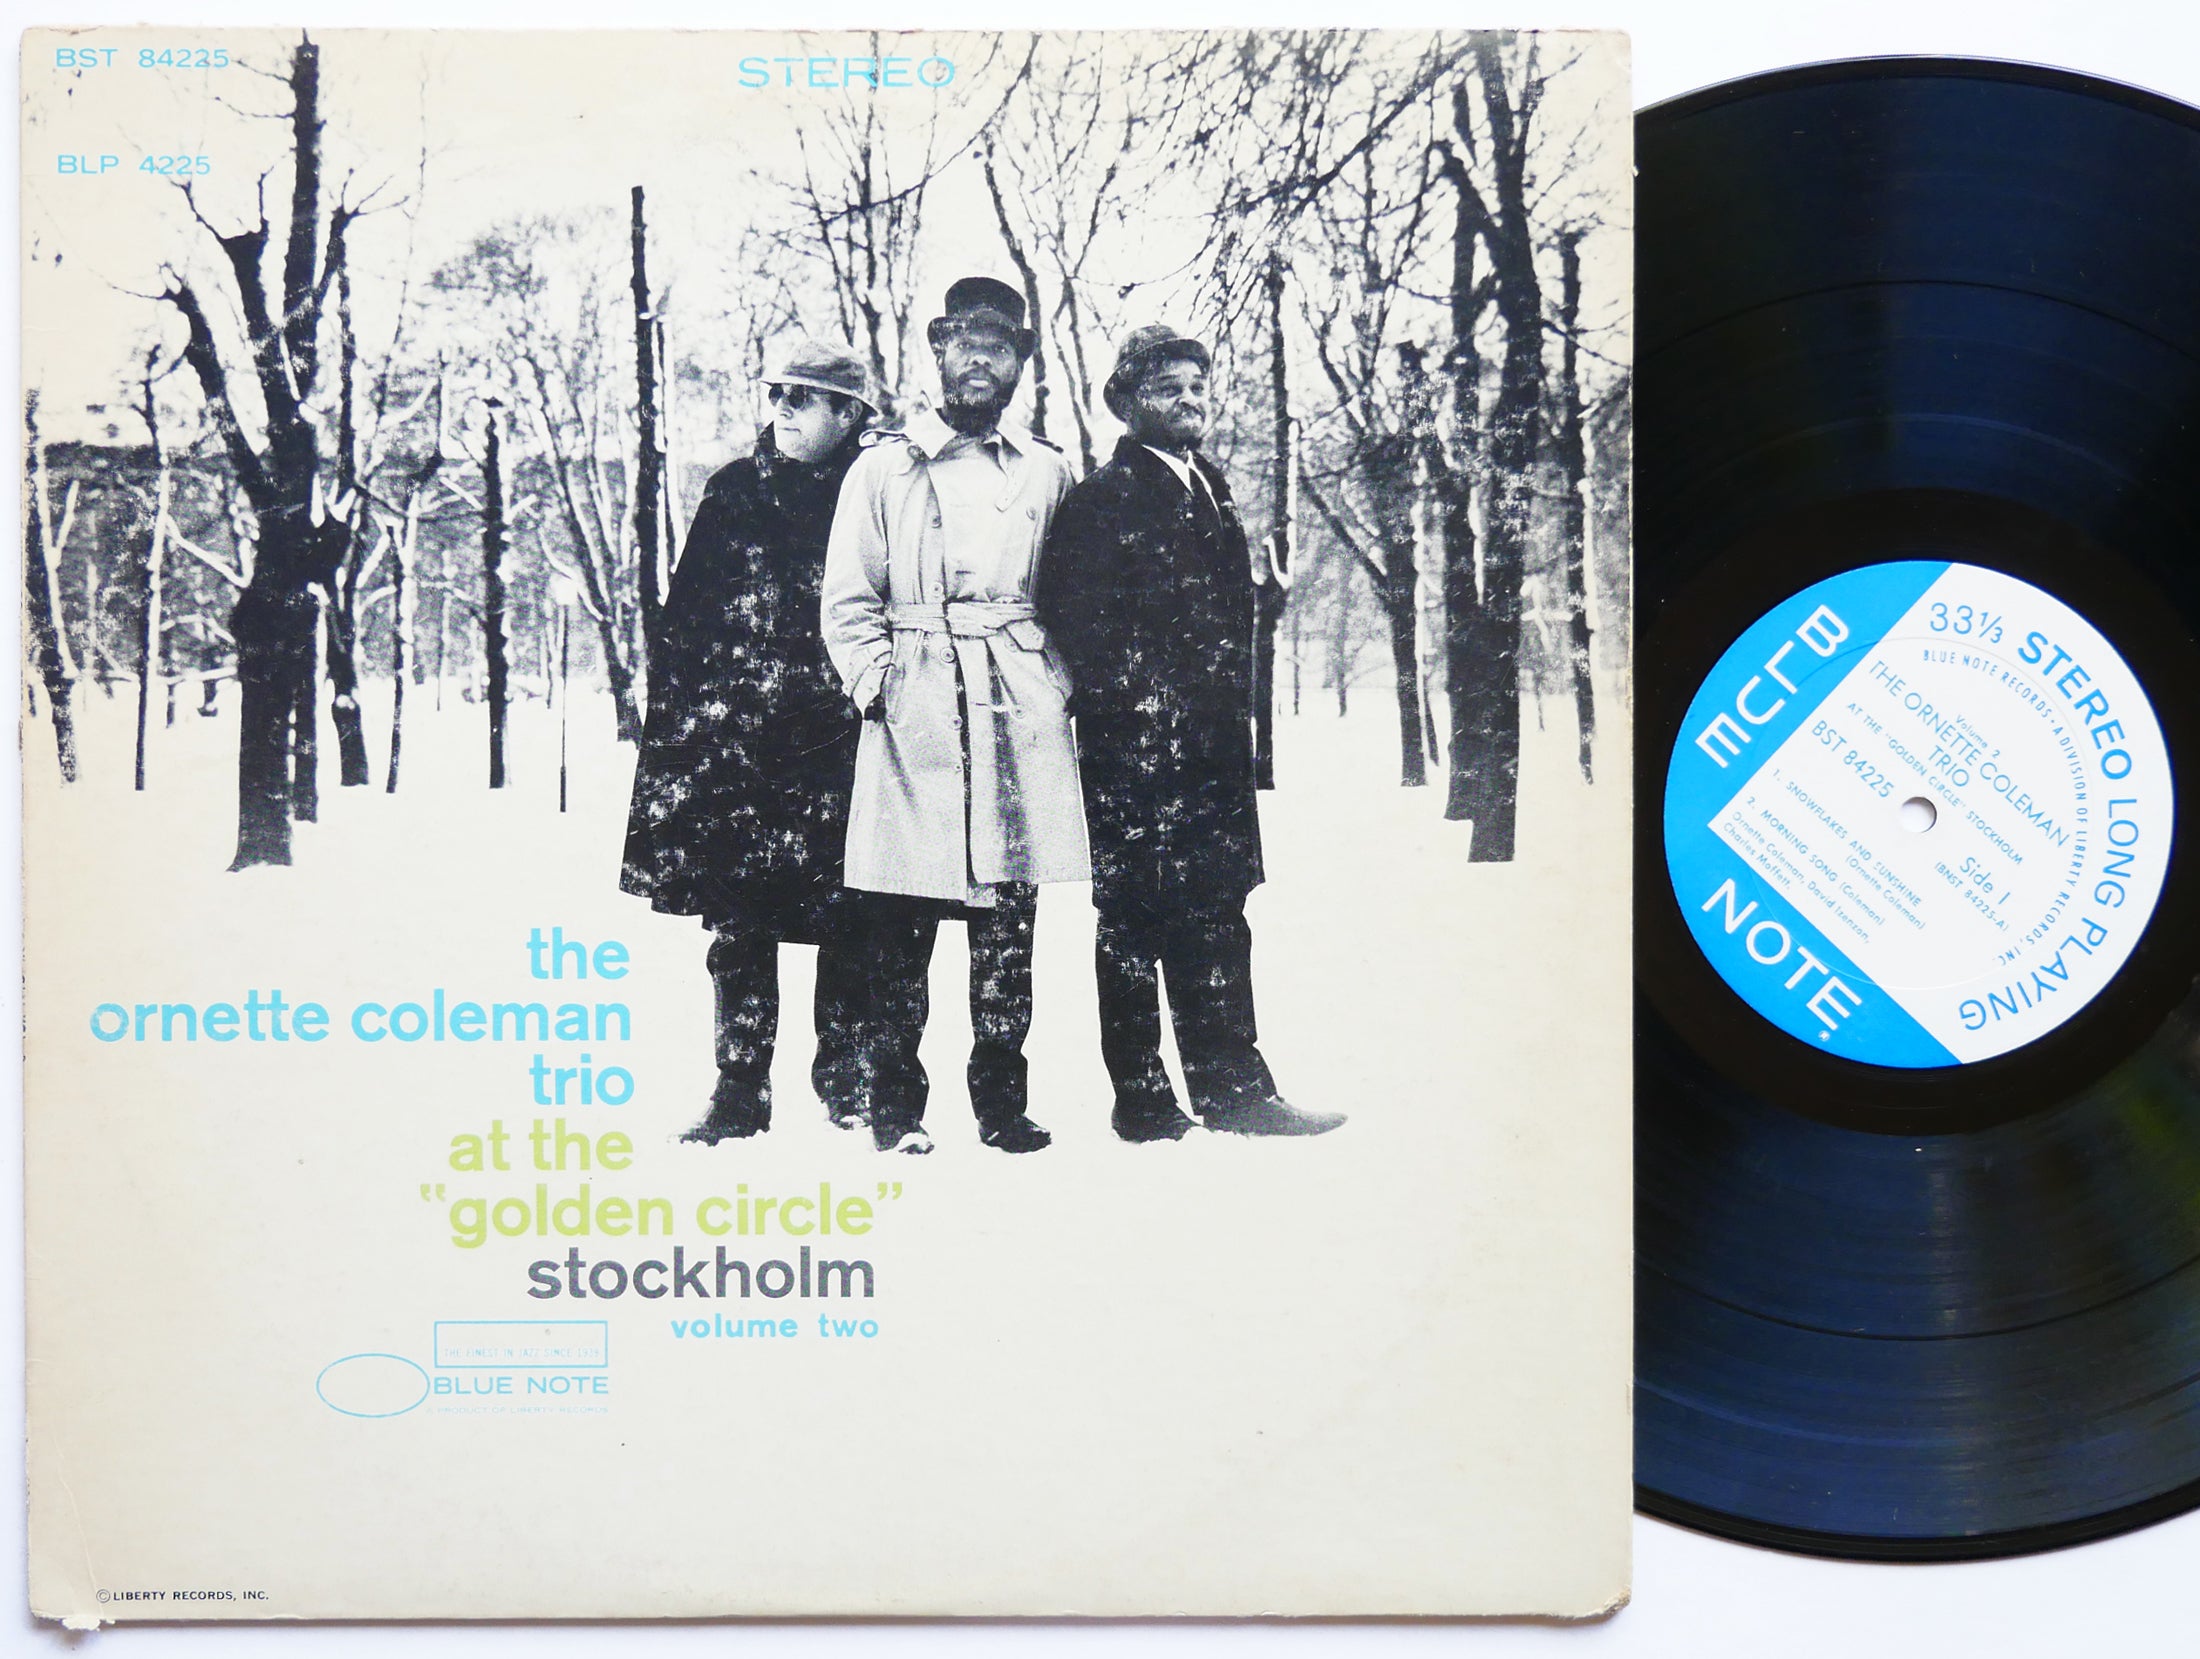 BST 84225
STEREO
BLP 4225
the
ornette coleman
trio
at the
“golden circle”
stockholm
volume two
THE FINEST IN JAZZ SINCE 1939
BLUE NOTE
A PRODUCT OF LIBERTY RECORDS
©LIBERTY RECORDS, INC.
BLUE
NOTE®
33 1/3 STEREO LONG PLAYING
BLUE NOTE RECORDS • A DIVISION OF LIBERTY RECORDS, INC.
Volume 2
THE ORNETTE COLEMAN
TRIO
AT THE "GOLDEN CIRCLE" STOCKHOLM
BST 84225
Side 1
(BNST 84225-A)
1. SNOWFLAKES AND SUNSHINE
(Ornette Coleman)
2. MORNING SONG (Coleman)
Ornette Coleman, David Izenzon,
Charles Moffett.